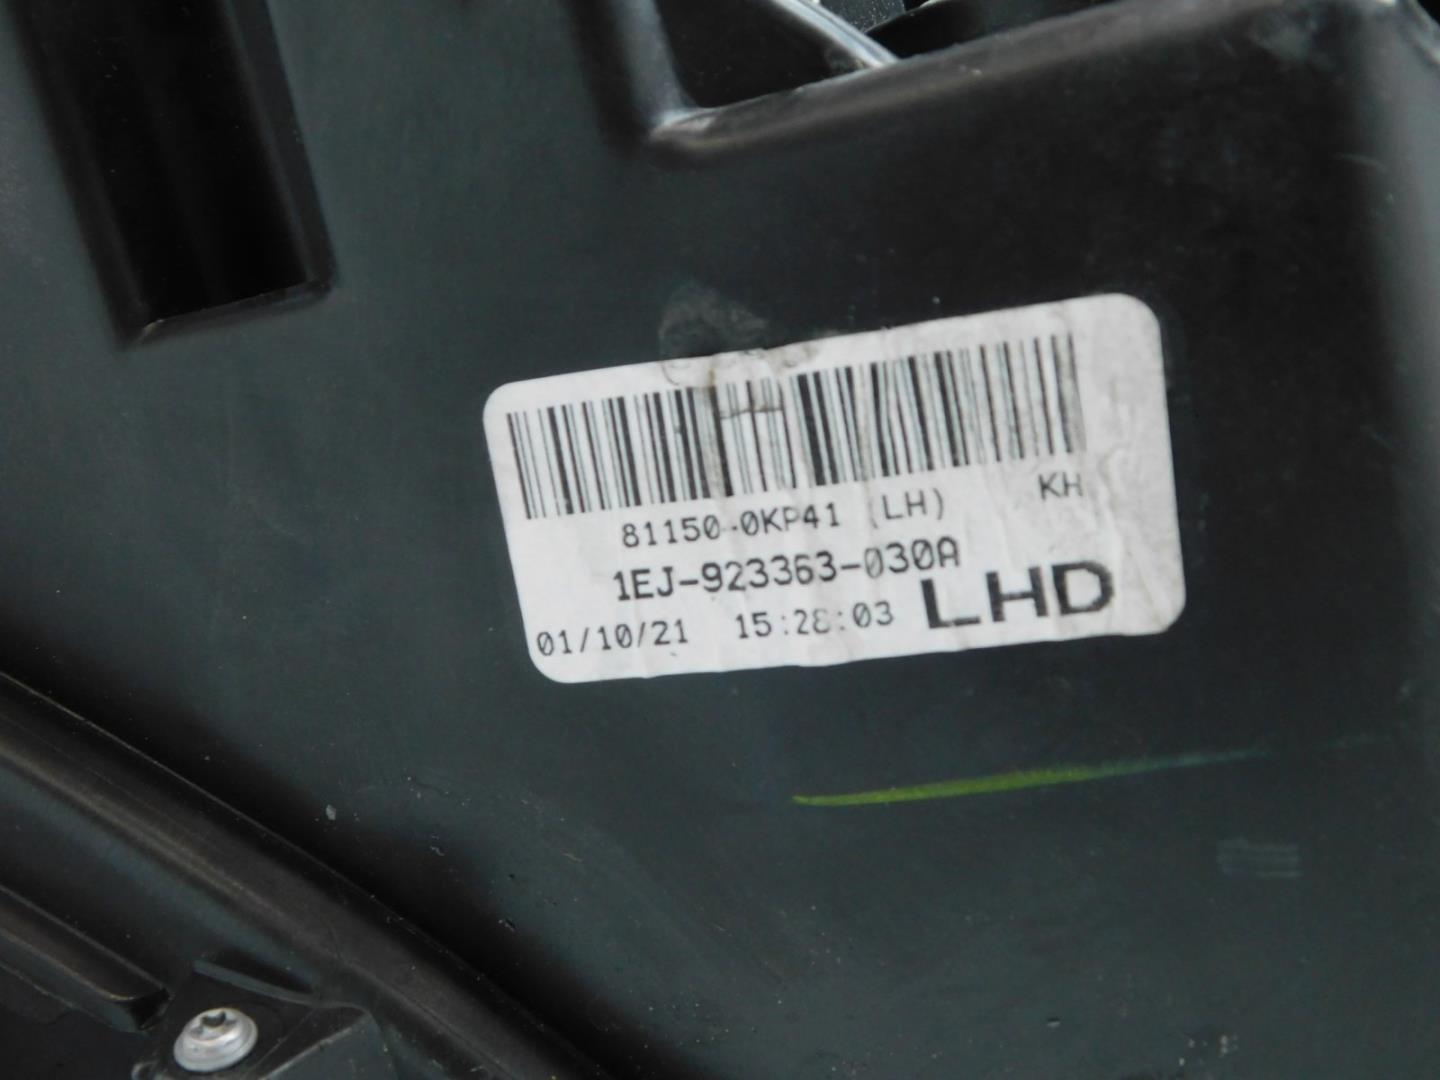 81150-0KP41 (LH) KH
1EJ-923363-030A
01/10/21 15:28:03 LHD